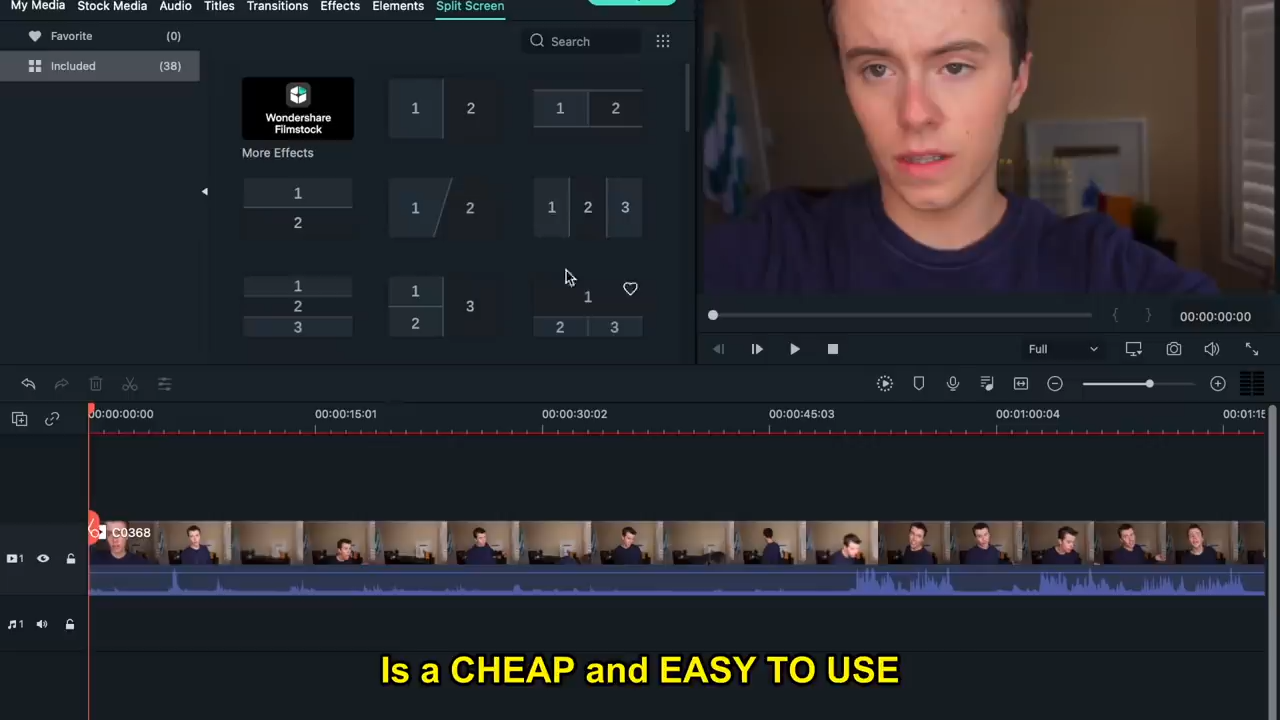 My Media Stock Media Audio Titles Transitions Effects Elements Split Screen
Favorite (0)
Search
Included (38)
Wondershare
Filmstock
More Effects
1 2
1 2
1
2
1 2
1 2 3
1
2
3
1
2
3
1
2 3
00:00:00:00
Full
00:00:00:00 00:00:15:01 00:00:30:02 00:00:45:03 00:01:00:04 00:01:15
C0368
1
1
Is a CHEAP and EASY TO USE